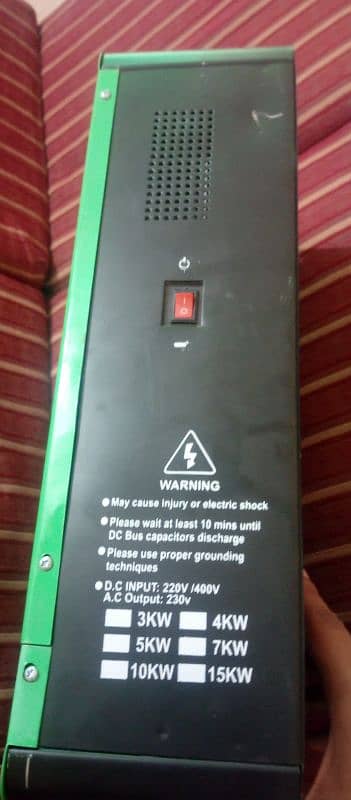 WARNING
● May cause injury or electric shock
● Please wait at least 10 mins until
DC Bus capacitors discharge
● Please use proper grounding
techniques
● D.C INPUT: 220V /400V
A.C Output: 230v
3KW 4KW
5KW 7KW
10KW 15KW